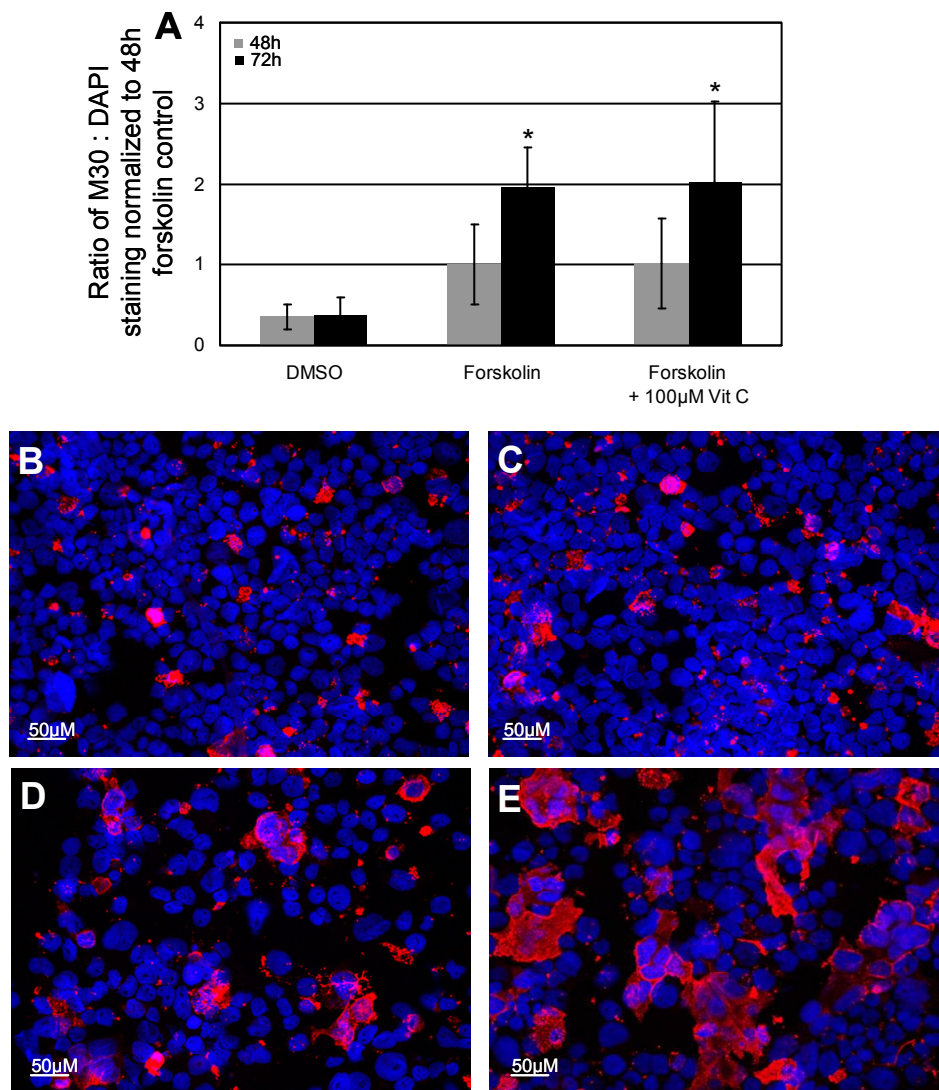 A
Ratio of M30 : DAPI
staining normalized to 48h
forskolin control
4
3
2
1
0
48h
72h
*
*
DMSO
Forskolin
Forskolin
+ 100µM Vit C
B
50µM
C
50µM
D
50µM
E
50µM